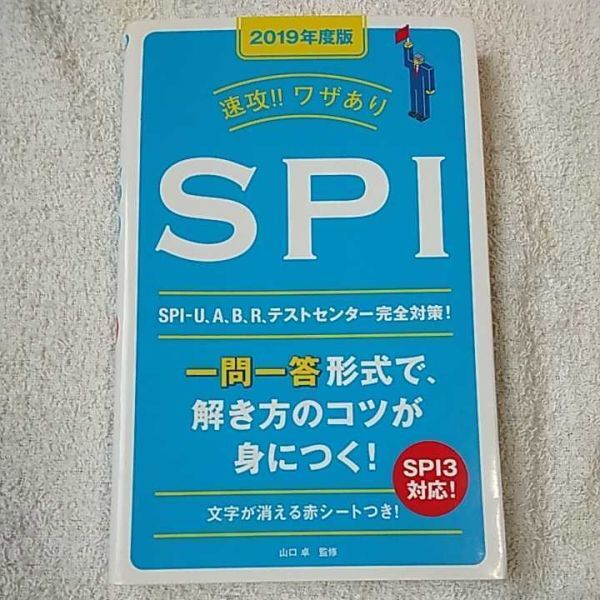 2019年度版
速攻!! ワザあり
SPI
SPI-U、A、B、R、テストセンター完全対策!
一問一答形式で、
解き方のコツが
身につく!
SPI3
対応!
文字が消える赤シートつき!
山口 卓 監修